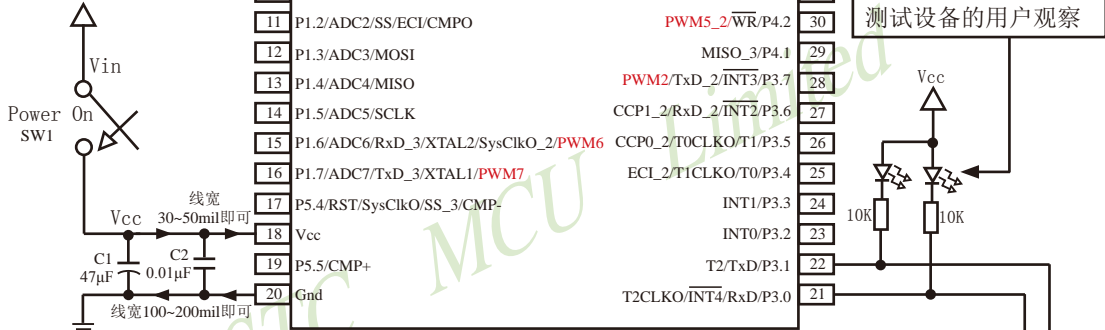 11 P1.2/ADC2/SS/ECI/CMPO
12 P1.3/ADC3/MOSI
13 P1.4/ADC4/MISO
14 P1.5/ADC5/SCLK
15 P1.6/ADC6/RxD_3/XTAL2/SysClkO_2/PWM6
16 P1.7/ADC7/TxD_3/XTAL1/PWM7
17 P5.4/RST/SysClkO/SS_3/CMP-
18 Vcc
19 P5.5/CMP+
20 Gnd
PWM5_2/WR/P4.2 30
MISO_3/P4.1 29
PWM2/TxD_2/INT3/P3.7 28
CCP1_2/RxD_2/INT2/P3.6 27
CCP0_2/T0CLKO/T1/P3.5 26
ECI_2/T1CLKO/T0/P3.4 25
INT1/P3.3 24
INT0/P3.2 23
T2/TxD/P3.1 22
T2CLKO/INT4/RxD/P3.0 21
Vin
Power On
SW1
线宽
Vcc 30~50mil即可
C1
47μF
C2
0.01μF
线宽100~200mil即可
测试设备的用户观察
Vcc
10K
10K
STC MCU Limited